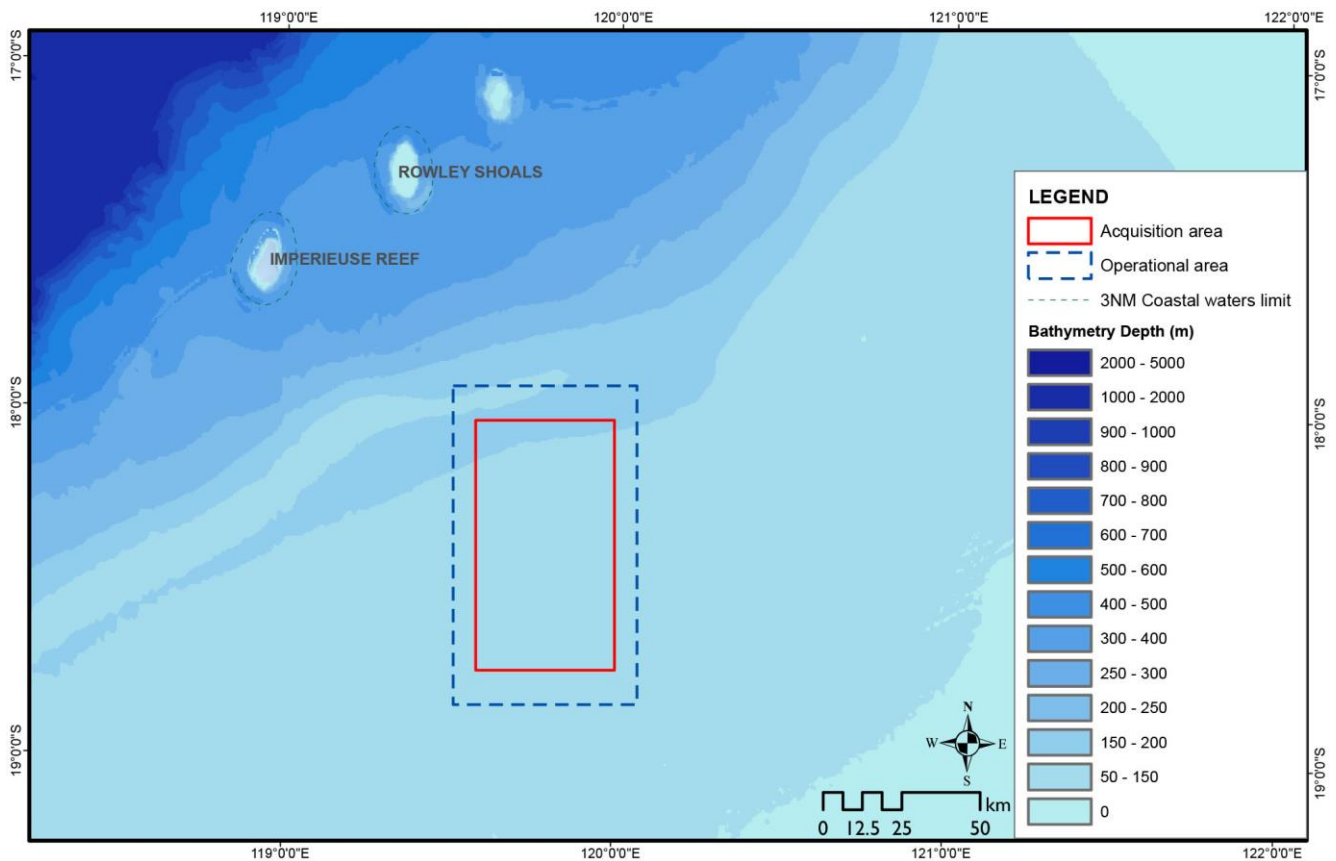 119°0'0"E
120°0'0"E
121°0'0"E
122°0'0"E
17°0'0"S
17°0'0"S
ROWLEY SHOALS
IMPERIEUSE REEF
LEGEND
Acquisition area
Operational area
3NM Coastal waters limit
Bathymetry Depth (m)
2000 - 5000
1000 - 2000
900 - 1000
800 - 900
700 - 800
600 - 700
500 - 600
400 - 500
300 - 400
250 - 300
200 - 250
150 - 200
50 - 150
0
18°0'0"S
18°0'0"S
N
W
E
S
19°0'0"S
19°0'0"S
km
0 12.5 25 50
119°0'0"E
120°0'0"E
121°0'0"E
122°0'0"E